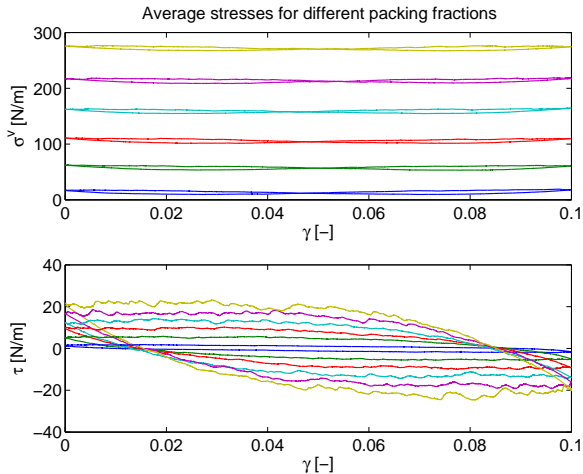 Average stresses for different packing fractions
300
200
100
0
σᵛ [N/m]
0 0.02 0.04 0.06 0.08 0.1
γ [−]
40
20
0
−20
−40
τ [N/m]
0 0.02 0.04 0.06 0.08 0.1
γ [−]